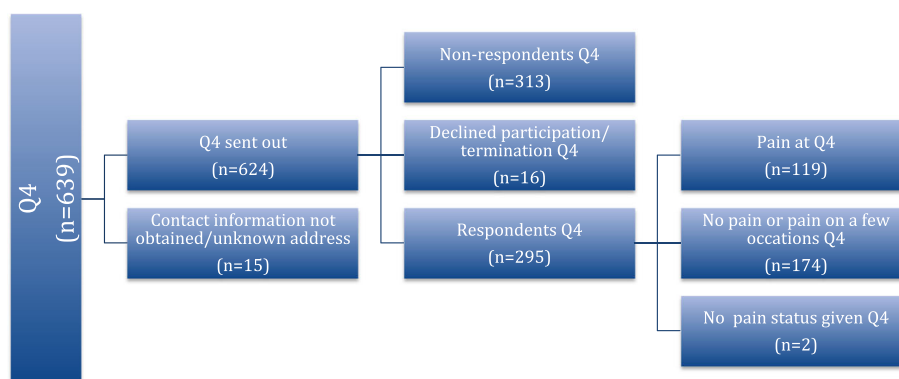 Q4
(n=639)
Q4 sent out
(n=624)
Contact information not
obtained/unknown address
(n=15)
Non-respondents Q4
(n=313)
Declined participation/
termination Q4
(n=16)
Respondents Q4
(n=295)
Pain at Q4
(n=119)
No pain or pain on a few
occations Q4
(n=174)
No pain status given Q4
(n=2)